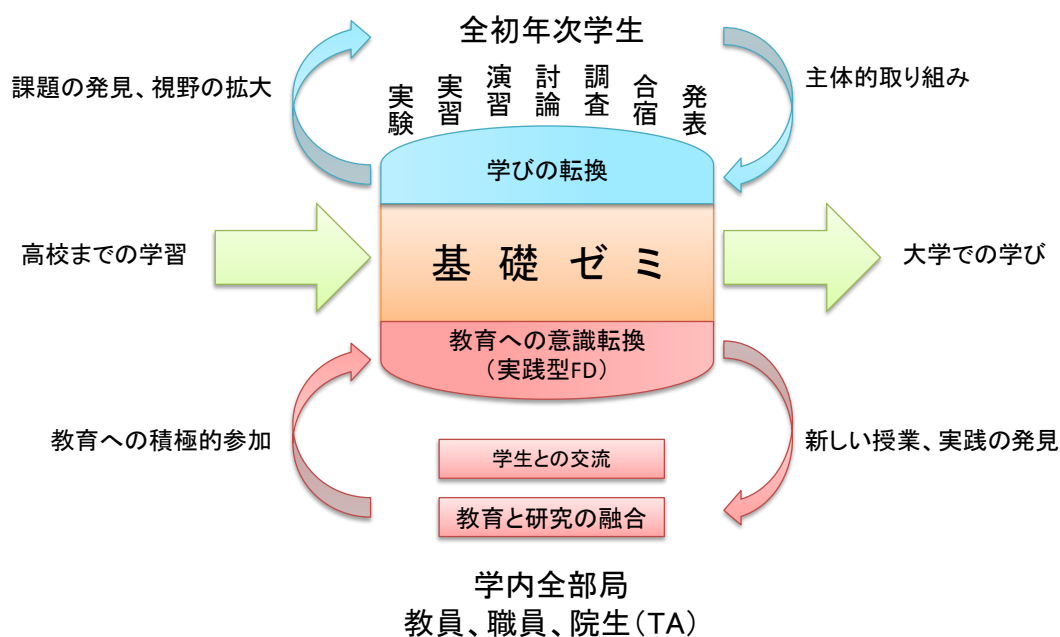 全初年次学生
課題の発見、視野の拡大
主体的取り組み
実験
実習
演習
討論
調査
合宿
発表
学びの転換
高校までの学習
基礎ゼミ
大学での学び
教育への意識転換
（実践型FD）
教育への積極的参加
新しい授業、実践の発見
学生との交流
教育と研究の融合
学内全部局
教員、職員、院生（TA）